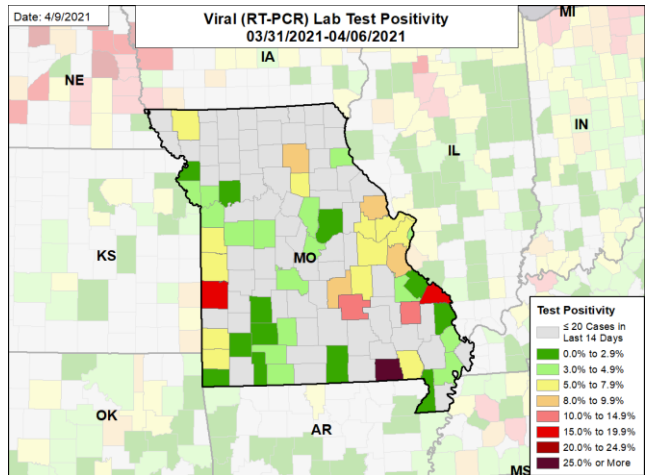 Date: 4/9/2021
Viral (RT-PCR) Lab Test Positivity
03/31/2021-04/06/2021
MI
IA
NE
IN
IL
KS
MO
OK
AR
MS
Test Positivity
≤ 20 Cases in
Last 14 Days
0.0% to 2.9%
3.0% to 4.9%
5.0% to 7.9%
8.0% to 9.9%
10.0% to 14.9%
15.0% to 19.9%
20.0% to 24.9%
25.0% or More